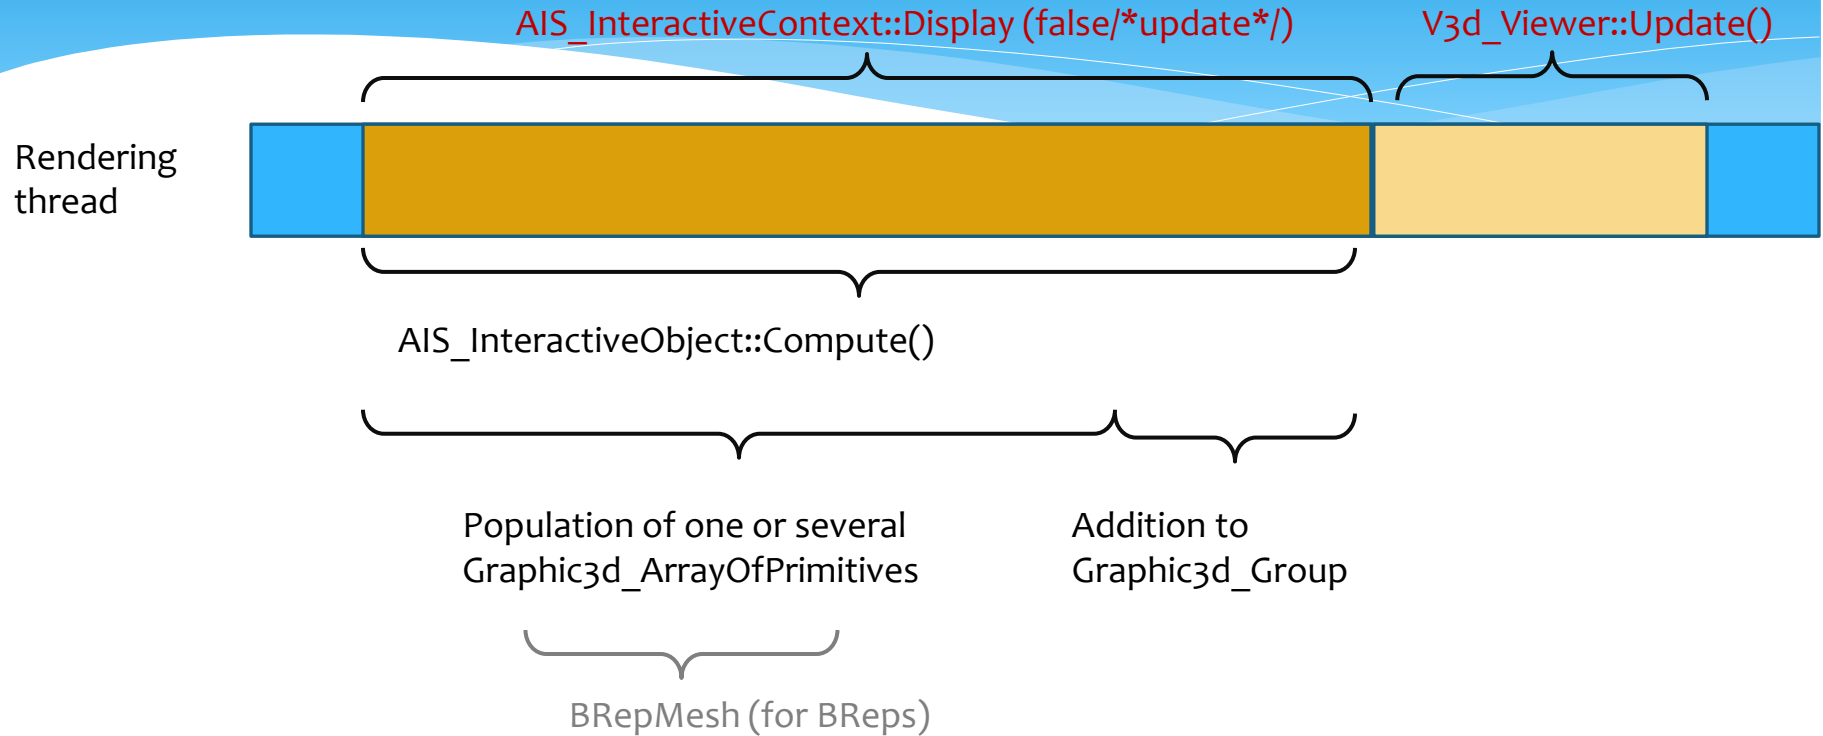 AIS_InteractiveContext::Display (false/*update*/)
V3d_Viewer::Update()
Rendering
thread
AIS_InteractiveObject::Compute()
Population of one or several
Graphic3d_ArrayOfPrimitives
Addition to
Graphic3d_Group
BRepMesh (for BReps)